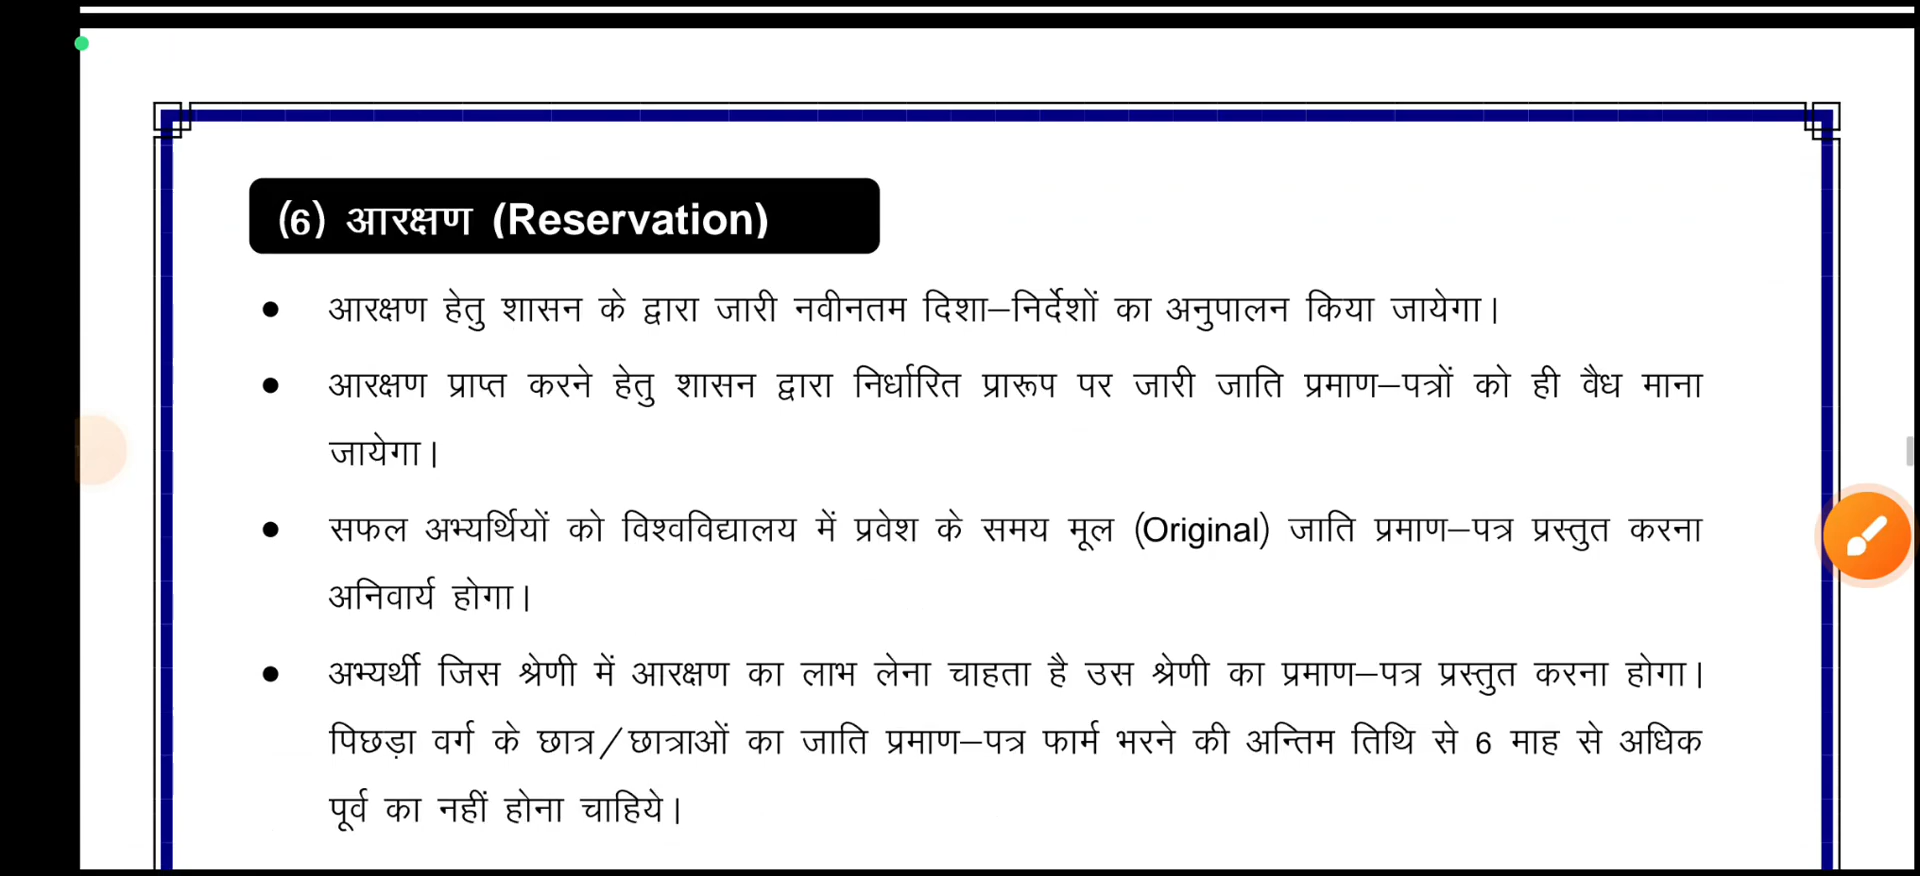 (6) आरक्षण (Reservation)
● आरक्षण हेतु शासन के द्वारा जारी नवीनतम दिशा–निर्देशों का अनुपालन किया जायेगा।
● आरक्षण प्राप्त करने हेतु शासन द्वारा निर्धारित प्रारूप पर जारी जाति प्रमाण–पत्रों को ही वैध माना
जायेगा।
● सफल अभ्यर्थियों को विश्वविद्यालय में प्रवेश के समय मूल (Original) जाति प्रमाण–पत्र प्रस्तुत करना
अनिवार्य होगा।
● अभ्यर्थी जिस श्रेणी में आरक्षण का लाभ लेना चाहता है उस श्रेणी का प्रमाण–पत्र प्रस्तुत करना होगा।
पिछड़ा वर्ग के छात्र/छात्राओं का जाति प्रमाण–पत्र फार्म भरने की अन्तिम तिथि से 6 माह से अधिक
पूर्व का नहीं होना चाहिये।